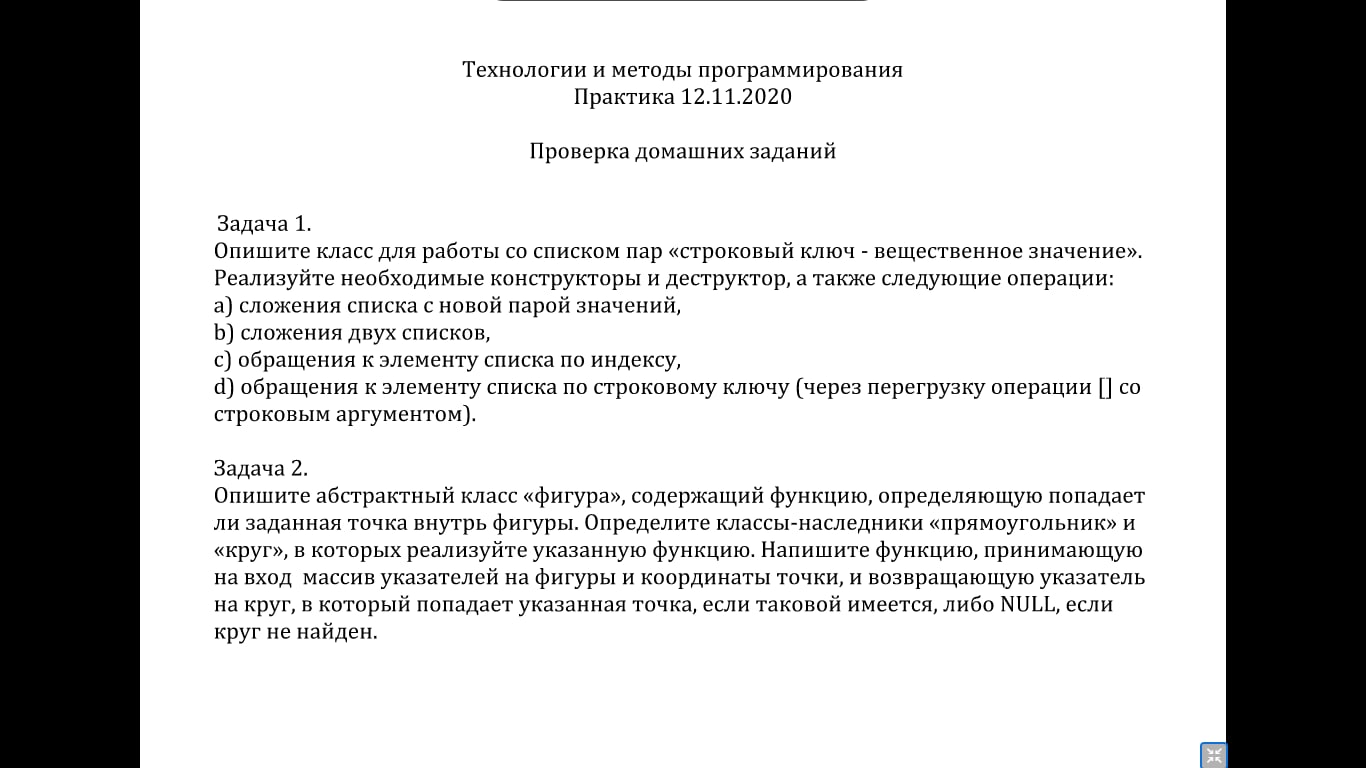 Технологии и методы программирования
Практика 12.11.2020
Проверка домашних заданий
Задача 1.
Опишите класс для работы со списком пар «строковый ключ - вещественное значение».
Реализуйте необходимые конструкторы и деструктор, а также следующие операции:
a) сложения списка с новой парой значений,
b) сложения двух списков,
c) обращения к элементу списка по индексу,
d) обращения к элементу списка по строковому ключу (через перегрузку операции [] со
строковым аргументом).
Задача 2.
Опишите абстрактный класс «фигура», содержащий функцию, определяющую попадает
ли заданная точка внутрь фигуры. Определите классы-наследники «прямоугольник» и
«круг», в которых реализуйте указанную функцию. Напишите функцию, принимающую
на вход  массив указателей на фигуры и координаты точки, и возвращающую указатель
на круг, в который попадает указанная точка, если таковой имеется, либо NULL, если
круг не найден.